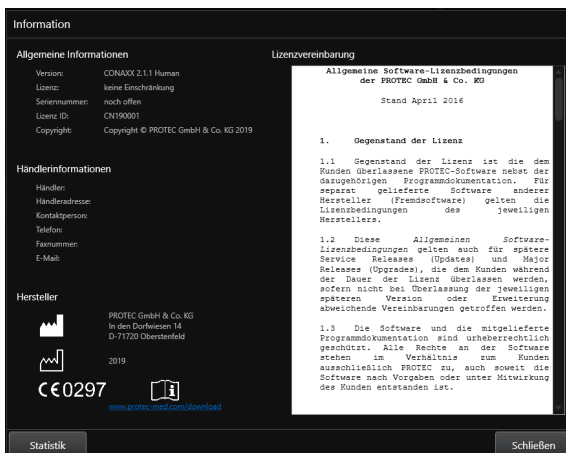 Information
Allgemeine Informationen
Version: CONAXX 2.1.1 Human
Lizenz: keine Einschränkung
Seriennummer: noch offen
Lizenz ID: CN190001
Copyright: Copyright © PROTEC GmbH & Co. KG 2019
Händlerinformationen
Händler:
Händleradresse:
Kontaktperson:
Telefon:
Faxnummer:
E-Mail:
Hersteller
PROTEC GmbH & Co. KG
In den Dorfwiesen 14
D-71720 Oberstenfeld
2019
CE0297
www.protec-med.com/download
Lizenzvereinbarung
Allgemeine Software-Lizenzbedingungen
der PROTEC GmbH & Co. KG
Stand April 2016
1. Gegenstand der Lizenz
1.1 Gegenstand der Lizenz ist die dem
Kunden überlassene PROTEC-Software nebst der
dazugehörigen Programmdokumentation. Für
separat gelieferte Software anderer
Hersteller (Fremdsoftware) gelten die
Lizenzbedingungen des jeweiligen
Herstellers.
1.2 Diese Allgemeinen Software-
Lizenzbedingungen gelten auch für spätere
Service Releases (Updates) und Major
Releases (Upgrades), die dem Kunden während
der Dauer der Lizenz überlassen werden,
sofern nicht bei Überlassung der jeweiligen
späteren Version oder Erweiterung
abweichende Vereinbarungen getroffen werden.
1.3 Die Software und die mitgelieferte
Programmdokumentation sind urheberrechtlich
geschützt. Alle Rechte an der Software
stehen im Verhältnis zum Kunden
ausschließlich PROTEC zu, auch soweit die
Software nach Vorgaben oder unter Mitwirkung
des Kunden entstanden ist.
Statistik
Schließen